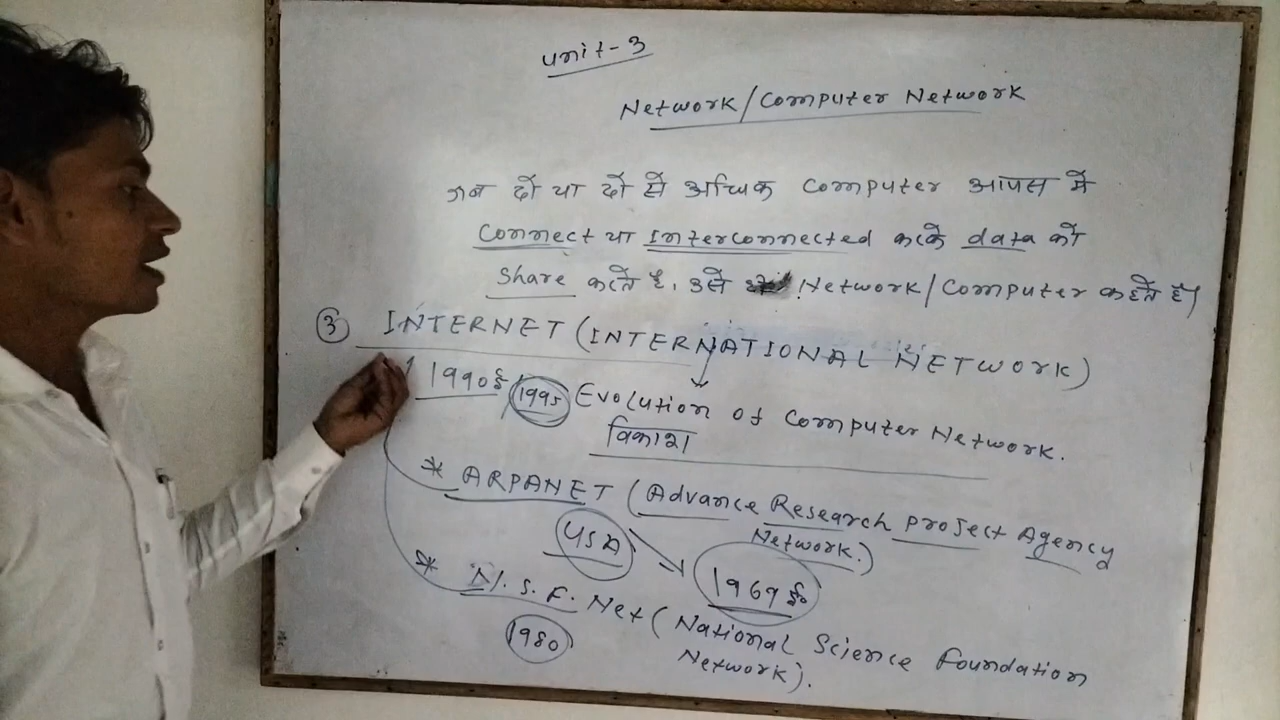 Unit-3
Network/Computer Network
जब दो या दो से अधिक Computer आपस में
Connect या Interconnected करके data को
Share करते है, उसे Network/Computer कहते है।
③ INTERNET (INTERNATIONAL NETWORK)
1990ई॰ 1995 Evolution of Computer Network.
विकाश
* ARPANET (Advance Research Project Agency
Network.)
USA
1969 ई॰
* N.S.F. Net (National Science Foundation
Network).
1980